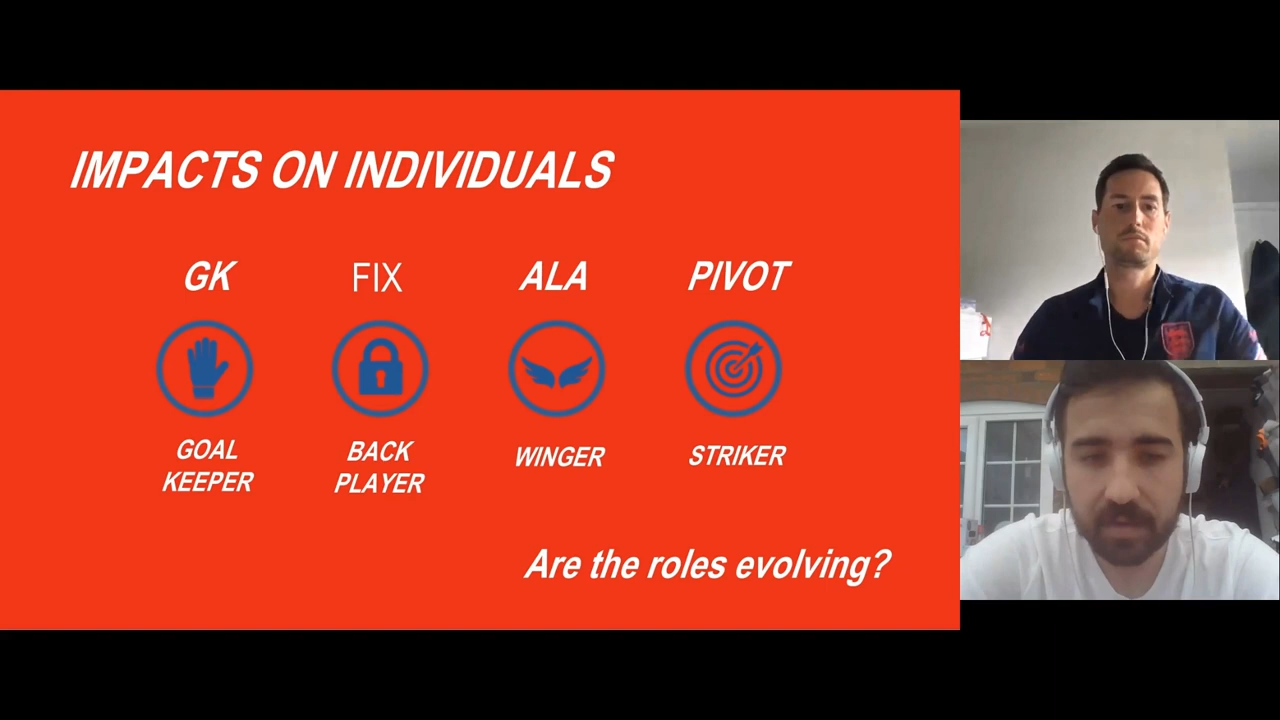 IMPACTS ON INDIVIDUALS
GK
FIX
ALA
PIVOT
GOAL
KEEPER
BACK
PLAYER
WINGER
STRIKER
Are the roles evolving?